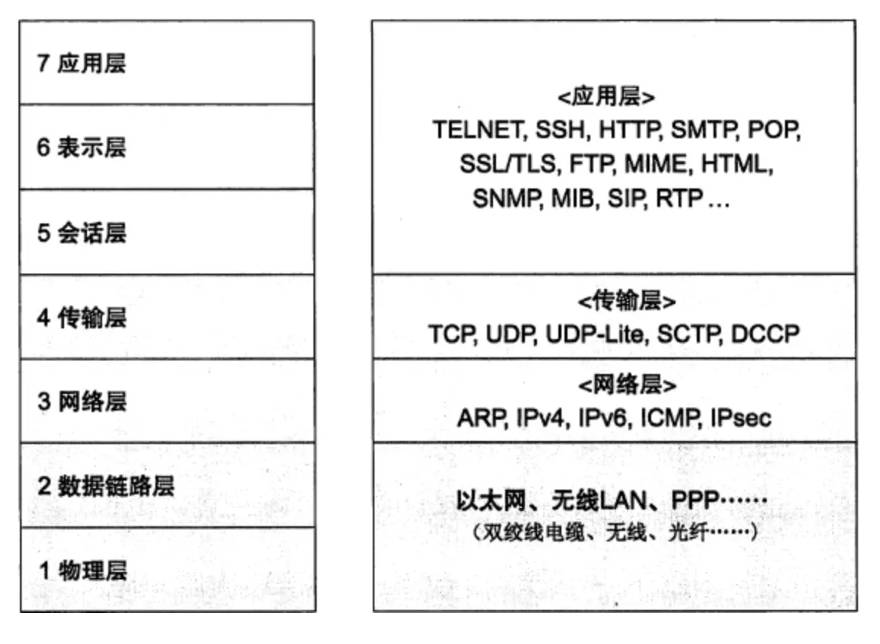 7 应用层
6 表示层
5 会话层
4 传输层
3 网络层
2 数据链路层
1 物理层
<应用层>
TELNET, SSH, HTTP, SMTP, POP,
SSL/TLS, FTP, MIME, HTML,
SNMP, MIB, SIP, RTP ...
<传输层>
TCP, UDP, UDP-Lite, SCTP, DCCP
<网络层>
ARP, IPv4, IPv6, ICMP, IPsec
以太网、无线LAN、PPP……
（双绞线电缆、无线、光纤……）